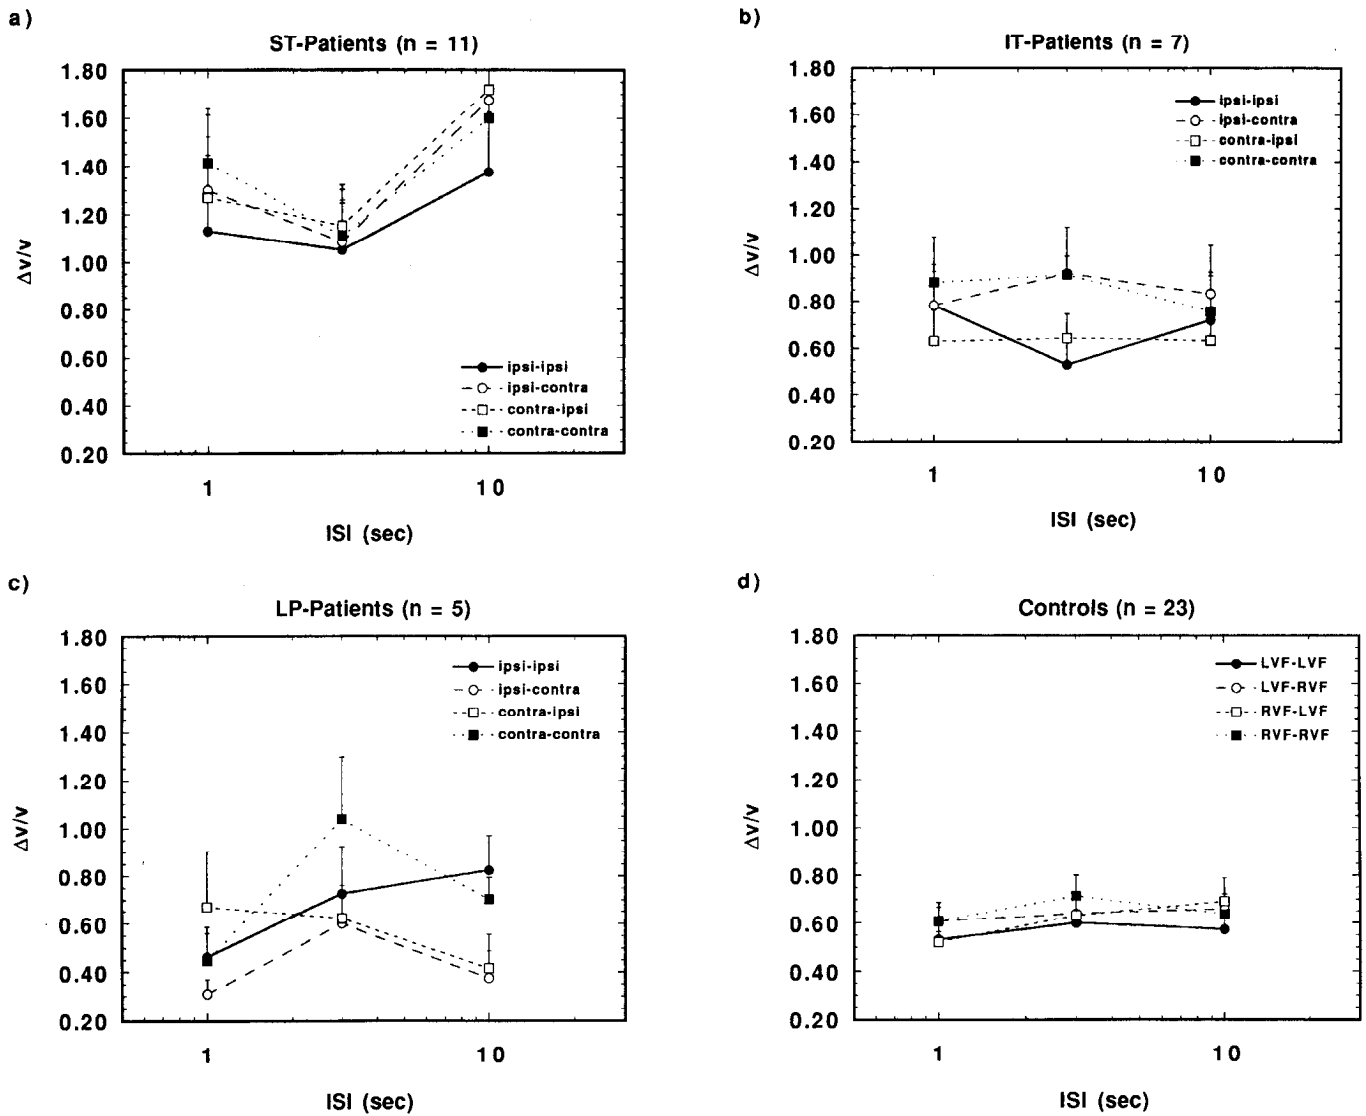 a)
ST-Patients (n = 11)
1.80
1.60
1.40
1.20
1.00
0.80
0.60
0.40
0.20
Δv/v
ipsi-ipsi
ipsi-contra
contra-ipsi
contra-contra
1
10
ISI (sec)
b)
IT-Patients (n = 7)
1.80
1.60
1.40
1.20
1.00
0.80
0.60
0.40
0.20
Δv/v
ipsi-ipsi
ipsi-contra
contra-ipsi
contra-contra
1
10
ISI (sec)
c)
LP-Patients (n = 5)
1.80
1.60
1.40
1.20
1.00
0.80
0.60
0.40
0.20
Δv/v
ipsi-ipsi
ipsi-contra
contra-ipsi
contra-contra
1
10
ISI (sec)
d)
Controls (n = 23)
1.80
1.60
1.40
1.20
1.00
0.80
0.60
0.40
0.20
Δv/v
LVF-LVF
LVF-RVF
RVF-LVF
RVF-RVF
1
10
ISI (sec)